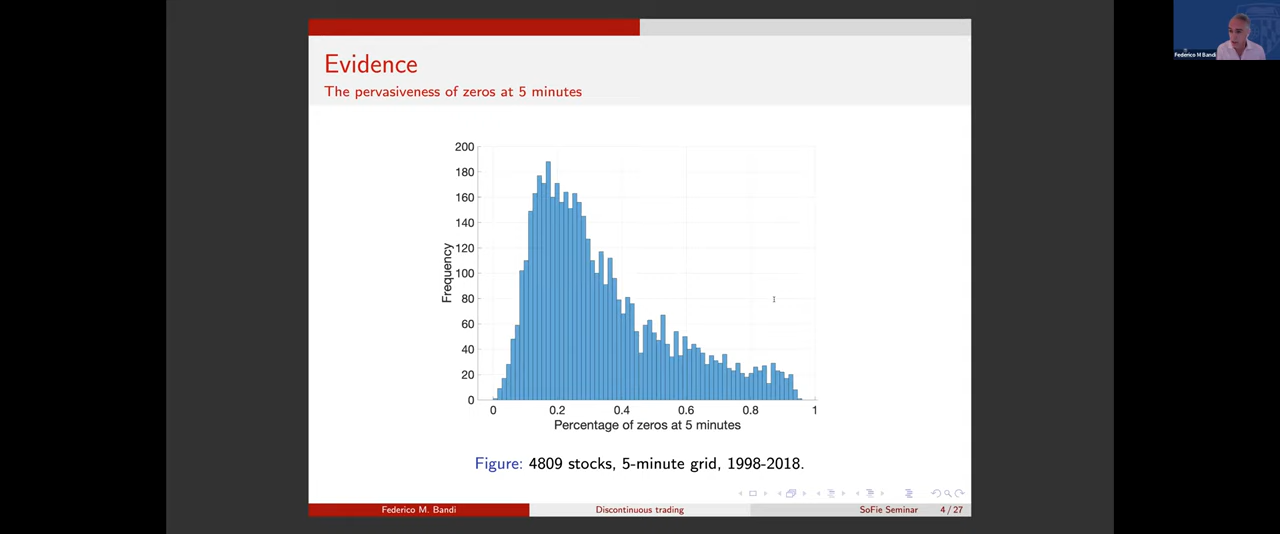 Federico M Bandi
Evidence
The pervasiveness of zeros at 5 minutes
200
180
160
140
120
100
80
60
40
20
0
Frequency
0 0.2 0.4 0.6 0.8 1
Percentage of zeros at 5 minutes
Figure: 4809 stocks, 5-minute grid, 1998-2018.
Federico M. Bandi Discontinuous trading SoFie Seminar 4 / 27